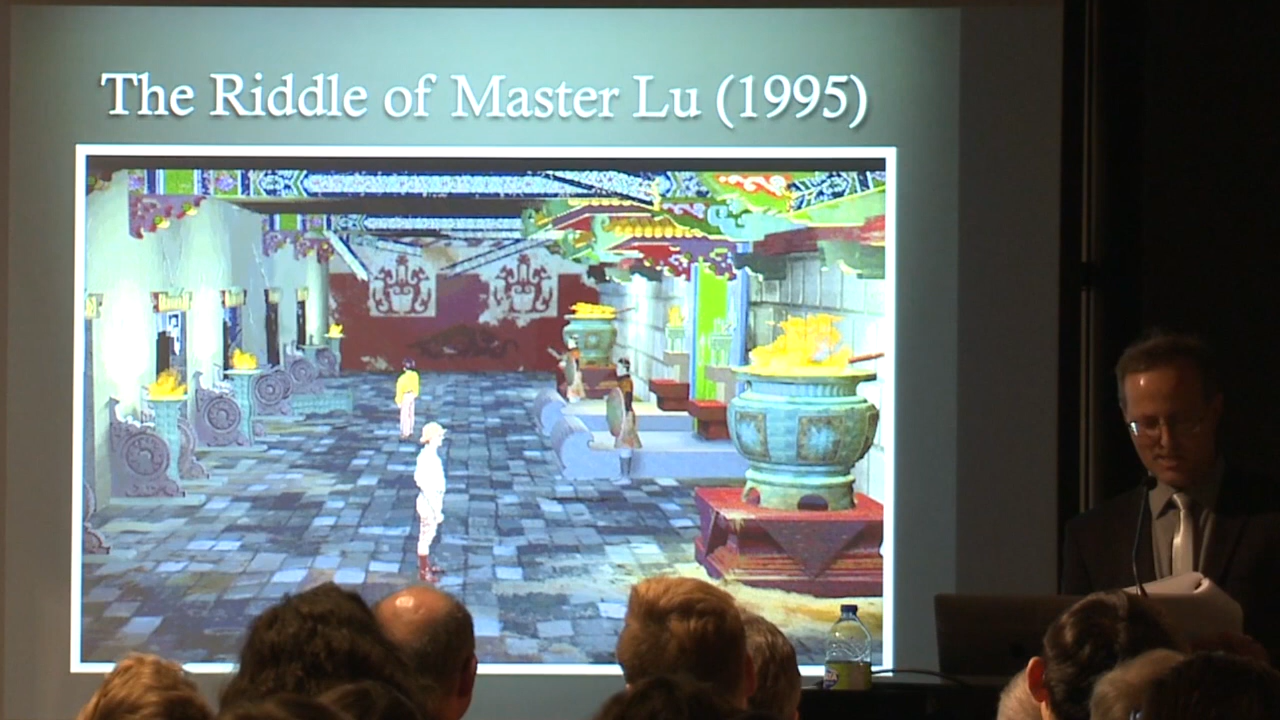 The Riddle of Master Lu (1995)